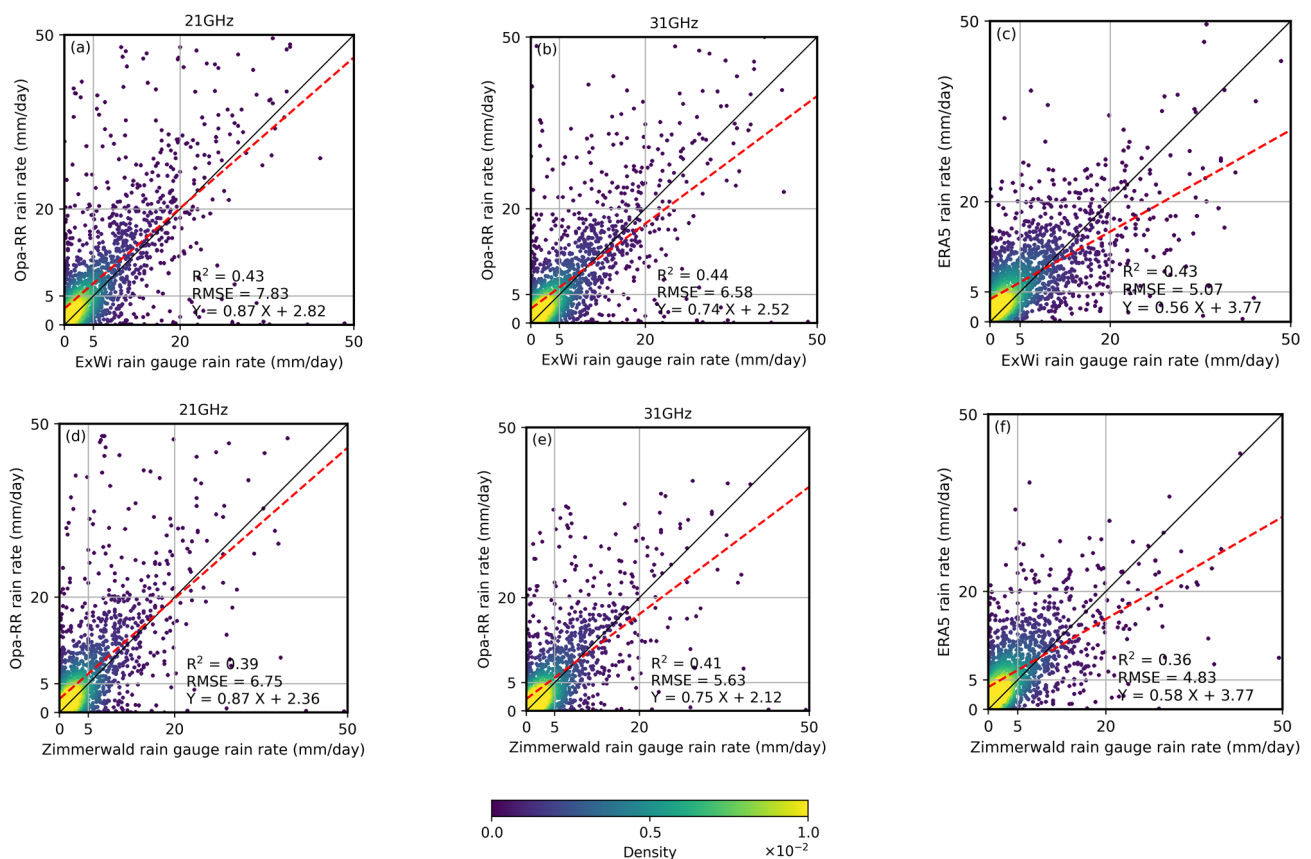 21GHz
(a)
50
20
5
0
0
5
20
50
Opa-RR rain rate (mm/day)
ExWi rain gauge rain rate (mm/day)
R² = 0.43
RMSE = 7.83
Y = 0.87 X + 2.82
31GHz
(b)
50
20
5
0
0
5
20
50
Opa-RR rain rate (mm/day)
ExWi rain gauge rain rate (mm/day)
R² = 0.44
RMSE = 6.58
Y = 0.74 X + 2.52
(c)
50
20
5
0
0
5
20
50
ERA5 rain rate (mm/day)
ExWi rain gauge rain rate (mm/day)
R² = 0.43
RMSE = 5.07
Y = 0.56 X + 3.77
21GHz
(d)
50
20
5
0
0
5
20
50
Opa-RR rain rate (mm/day)
Zimmerwald rain gauge rain rate (mm/day)
R² = 0.39
RMSE = 6.75
Y = 0.87 X + 2.36
31GHz
(e)
50
20
5
0
0
5
20
50
Opa-RR rain rate (mm/day)
Zimmerwald rain gauge rain rate (mm/day)
R² = 0.41
RMSE = 5.63
Y = 0.75 X + 2.12
(f)
50
20
5
0
0
5
20
50
ERA5 rain rate (mm/day)
Zimmerwald rain gauge rain rate (mm/day)
R² = 0.36
RMSE = 4.83
Y = 0.58 X + 3.77
0.0
0.5
1.0
×10⁻²
Density